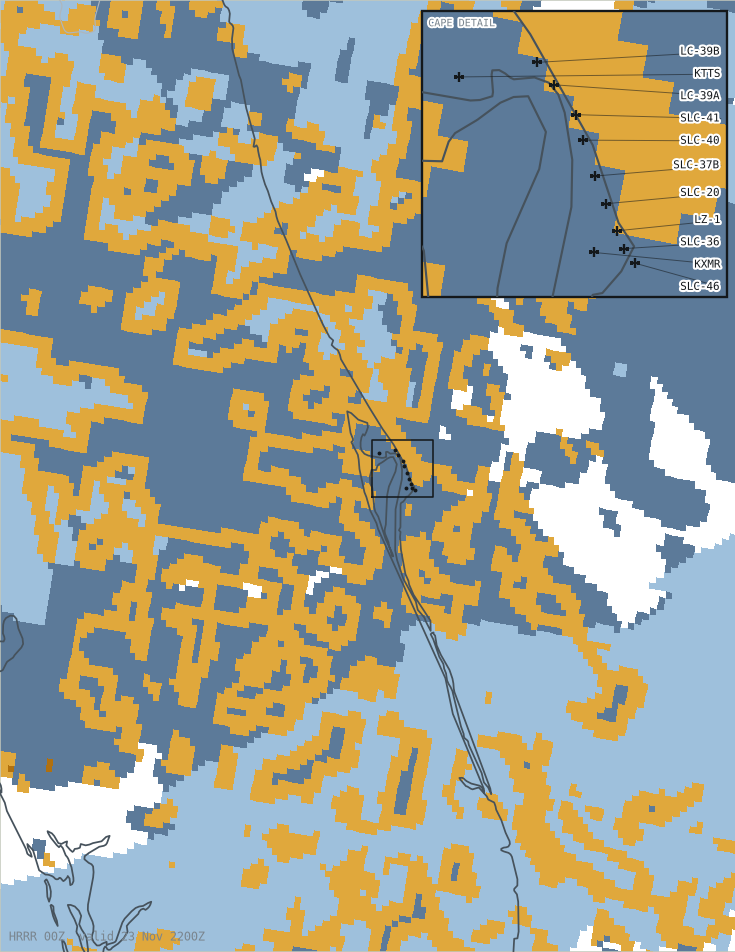 CAPE DETAIL
LC-39B
KTTS
LC-39A
SLC-41
SLC-40
SLC-37B
SLC-20
LZ-1
SLC-36
KXMR
SLC-46
HRRR 00Z, valid 23 Nov 2200Z